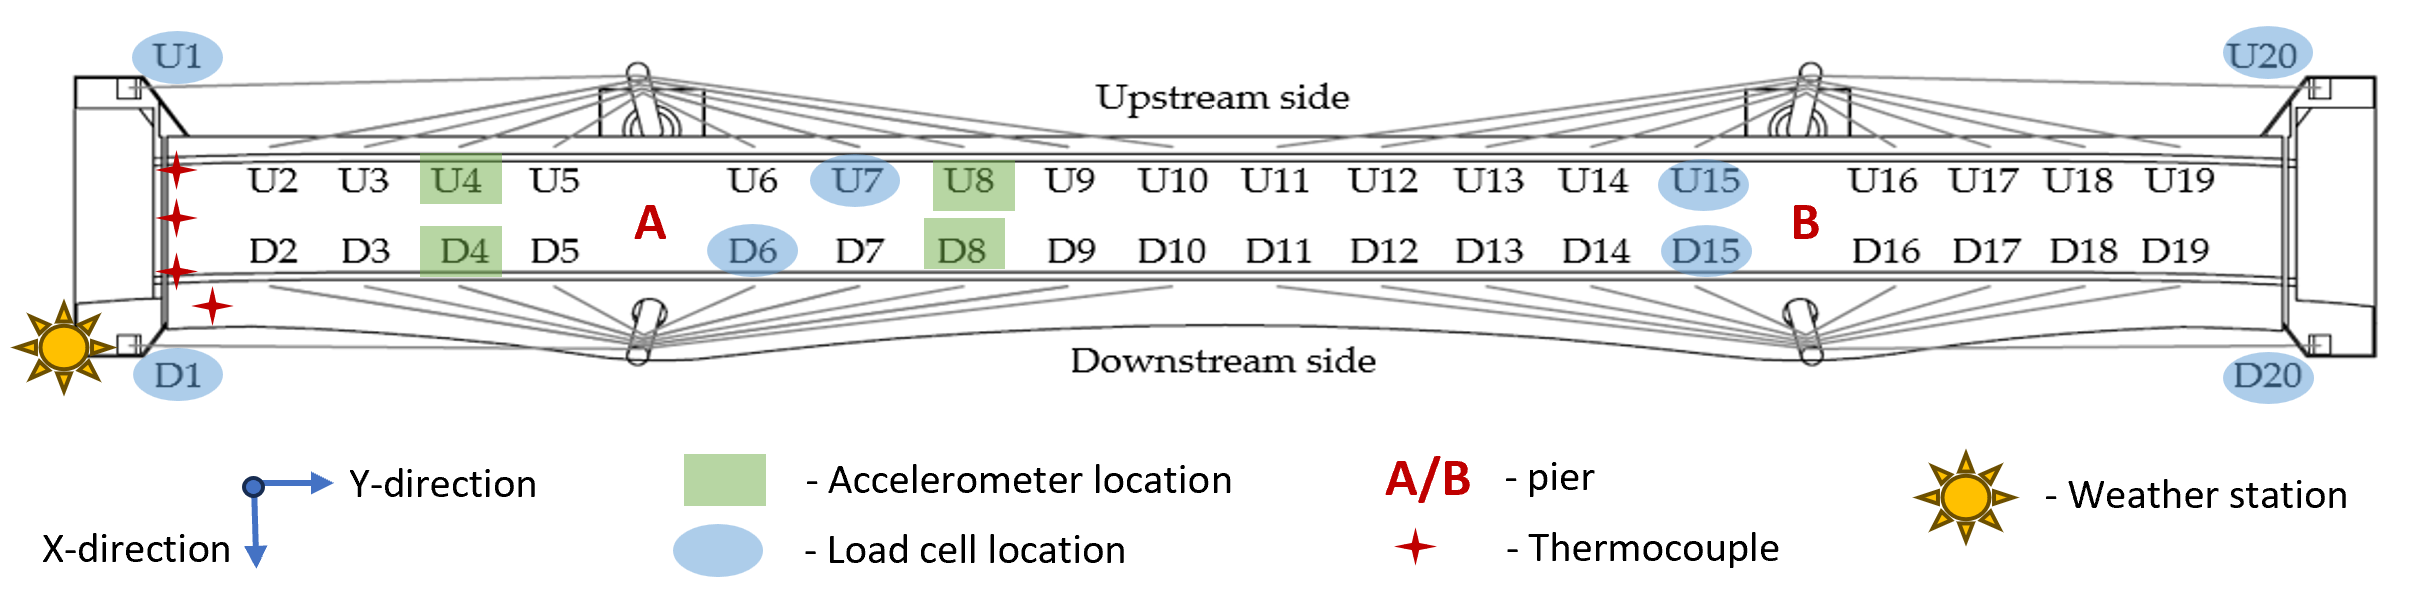 U1 U20
Upstream side
U2 U3 U4 U5 U6 U7 U8 U9 U10 U11 U12 U13 U14 U15 U16 U17 U18 U19
A B
D2 D3 D4 D5 D6 D7 D8 D9 D10 D11 D12 D13 D14 D15 D16 D17 D18 D19
Downstream side
D1 D20
Y-direction
X-direction
- Accelerometer location
- Load cell location
A/B - pier
- Thermocouple
- Weather station